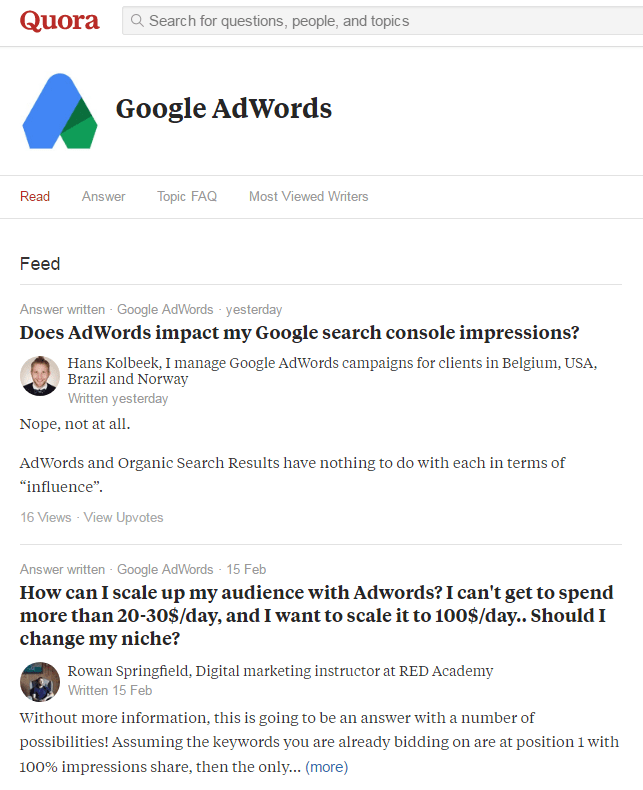 Quora
Search for questions, people, and topics
Google AdWords
Read Answer Topic FAQ Most Viewed Writers
Feed
Answer written · Google AdWords · yesterday
Does AdWords impact my Google search console impressions?
Hans Kolbeek, I manage Google AdWords campaigns for clients in Belgium, USA,
Brazil and Norway
Written yesterday
Nope, not at all.
AdWords and Organic Search Results have nothing to do with each in terms of
“influence”.
16 Views · View Upvotes
Answer written · Google AdWords · 15 Feb
How can I scale up my audience with Adwords? I can't get to spend
more than 20-30$/day, and I want to scale it to 100$/day.. Should I
change my niche?
Rowan Springfield, Digital marketing instructor at RED Academy
Written 15 Feb
Without more information, this is going to be an answer with a number of
possibilities! Assuming the keywords you are already bidding on are at position 1 with
100% impressions share, then the only... (more)